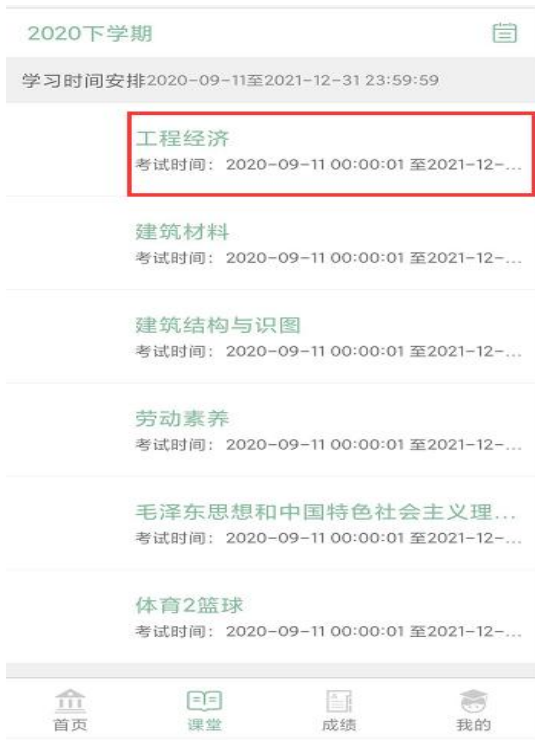 2020下学期
学习时间安排2020-09-11至2021-12-31 23:59:59
工程经济
考试时间：2020-09-11 00:00:01 至2021-12-...
建筑材料
考试时间：2020-09-11 00:00:01 至2021-12-...
建筑结构与识图
考试时间：2020-09-11 00:00:01 至2021-12-...
劳动素养
考试时间：2020-09-11 00:00:01 至2021-12-...
毛泽东思想和中国特色社会主义理...
考试时间：2020-09-11 00:00:01 至2021-12-...
体育2篮球
考试时间：2020-09-11 00:00:01 至2021-12-...
首页 课堂 成绩 我的